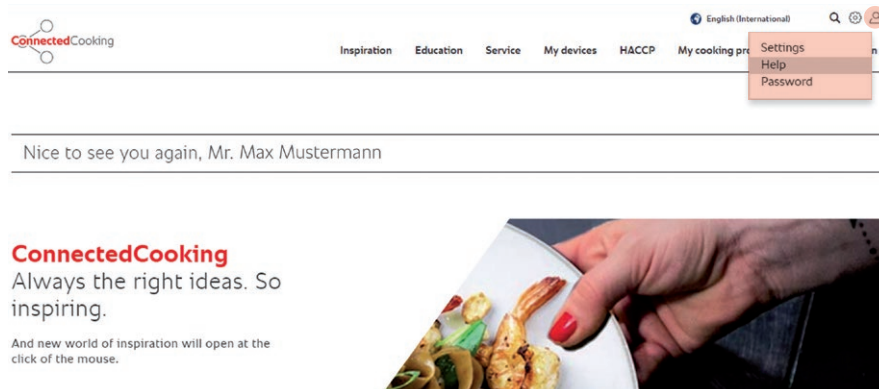 English (International)
ConnectedCooking
Inspiration Education Service My devices HACCP My cooking
Settings
Help
Password
Nice to see you again, Mr. Max Mustermann
ConnectedCooking
Always the right ideas. So
inspiring.
And new world of inspiration will open at the
click of the mouse.